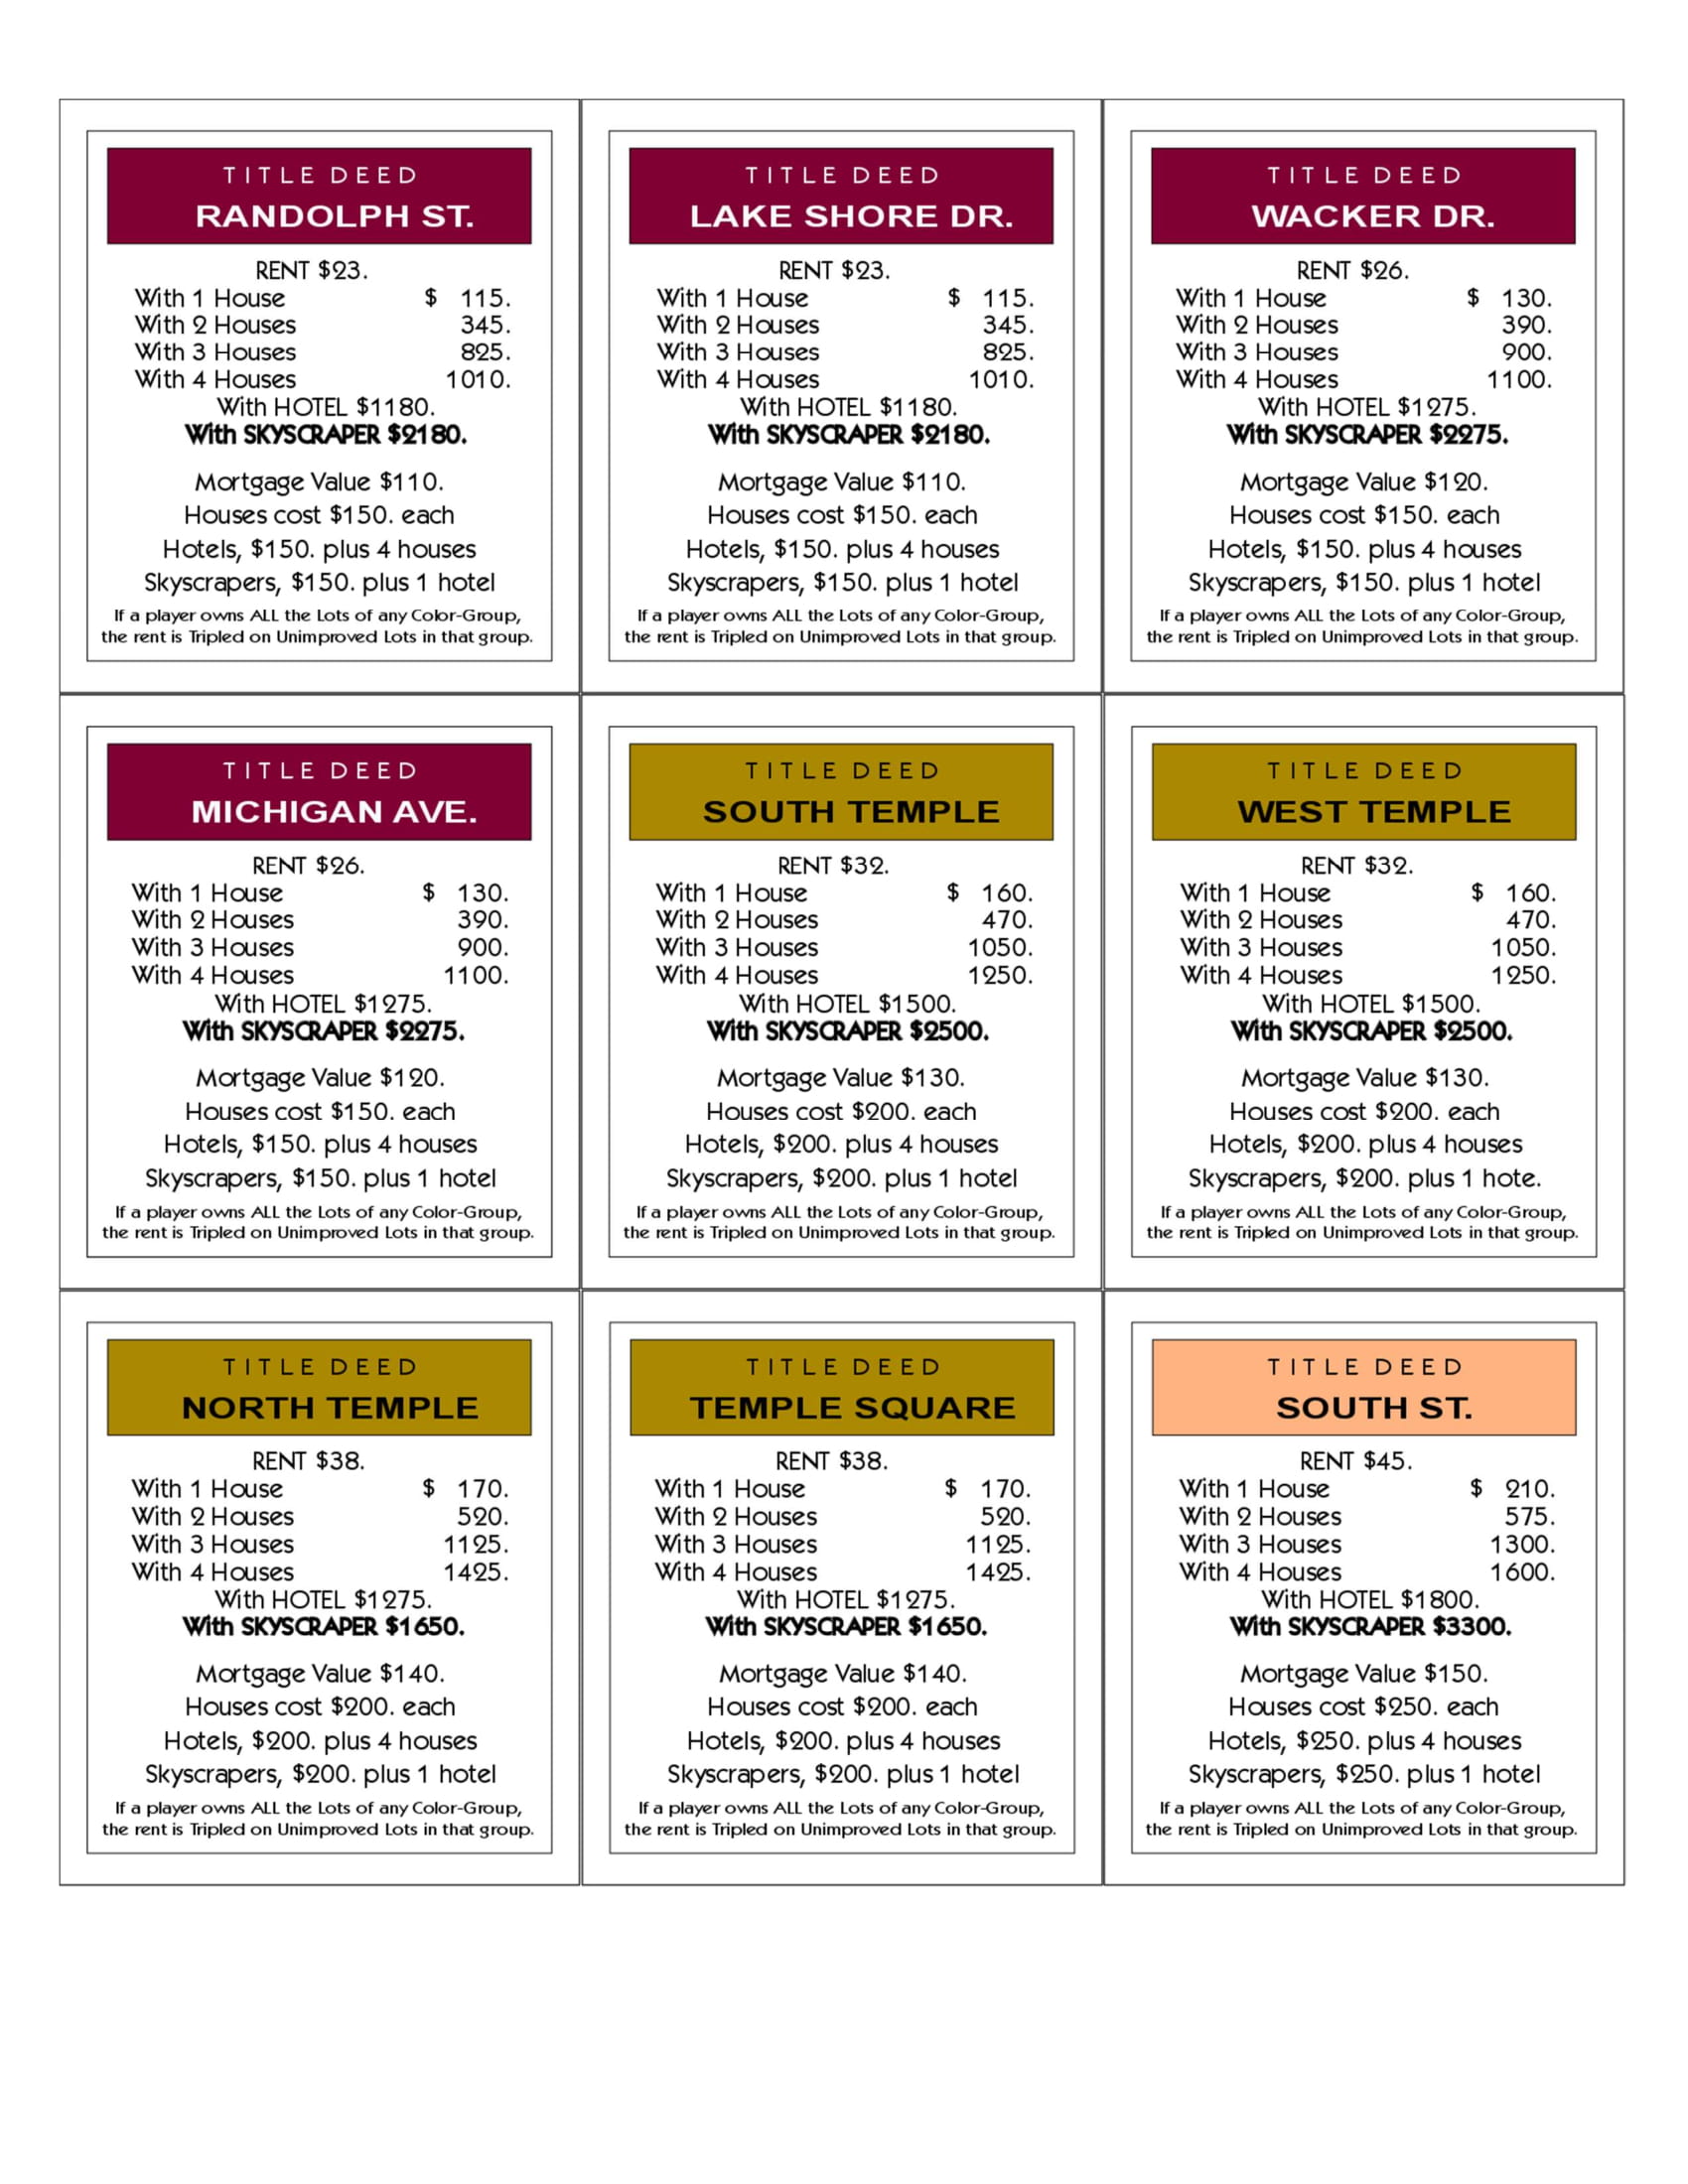 TITLE DEED
RANDOLPH ST.
RENT $23.
With 1 House $ 115.
With 2 Houses 345.
With 3 Houses 825.
With 4 Houses 1010.
With HOTEL $1180.
With SKYSCRAPER $2180.
Mortgage Value $110.
Houses cost $150. each
Hotels, $150. plus 4 houses
Skyscrapers, $150. plus 1 hotel
If a player owns ALL the Lots of any Color-Group,
the rent is Tripled on Unimproved Lots in that group.
TITLE DEED
LAKE SHORE DR.
RENT $23.
With 1 House $ 115.
With 2 Houses 345.
With 3 Houses 825.
With 4 Houses 1010.
With HOTEL $1180.
With SKYSCRAPER $2180.
Mortgage Value $110.
Houses cost $150. each
Hotels, $150. plus 4 houses
Skyscrapers, $150. plus 1 hotel
If a player owns ALL the Lots of any Color-Group,
the rent is Tripled on Unimproved Lots in that group.
TITLE DEED
WACKER DR.
RENT $26.
With 1 House $ 130.
With 2 Houses 390.
With 3 Houses 900.
With 4 Houses 1100.
With HOTEL $1275.
With SKYSCRAPER $2275.
Mortgage Value $120.
Houses cost $150. each
Hotels, $150. plus 4 houses
Skyscrapers, $150. plus 1 hotel
If a player owns ALL the Lots of any Color-Group,
the rent is Tripled on Unimproved Lots in that group.
TITLE DEED
MICHIGAN AVE.
RENT $26.
With 1 House $ 130.
With 2 Houses 390.
With 3 Houses 900.
With 4 Houses 1100.
With HOTEL $1275.
With SKYSCRAPER $2275.
Mortgage Value $120.
Houses cost $150. each
Hotels, $150. plus 4 houses
Skyscrapers, $150. plus 1 hotel
If a player owns ALL the Lots of any Color-Group,
the rent is Tripled on Unimproved Lots in that group.
TITLE DEED
SOUTH TEMPLE
RENT $32.
With 1 House $ 160.
With 2 Houses 470.
With 3 Houses 1050.
With 4 Houses 1250.
With HOTEL $1500.
With SKYSCRAPER $2500.
Mortgage Value $130.
Houses cost $200. each
Hotels, $200. plus 4 houses
Skyscrapers, $200. plus 1 hotel
If a player owns ALL the Lots of any Color-Group,
the rent is Tripled on Unimproved Lots in that group.
TITLE DEED
WEST TEMPLE
RENT $32.
With 1 House $ 160.
With 2 Houses 470.
With 3 Houses 1050.
With 4 Houses 1250.
With HOTEL $1500.
With SKYSCRAPER $2500.
Mortgage Value $130.
Houses cost $200. each
Hotels, $200. plus 4 houses
Skyscrapers, $200. plus 1 hote.
If a player owns ALL the Lots of any Color-Group,
the rent is Tripled on Unimproved Lots in that group.
TITLE DEED
NORTH TEMPLE
RENT $38.
With 1 House $ 170.
With 2 Houses 520.
With 3 Houses 1125.
With 4 Houses 1425.
With HOTEL $1275.
With SKYSCRAPER $1650.
Mortgage Value $140.
Houses cost $200. each
Hotels, $200. plus 4 houses
Skyscrapers, $200. plus 1 hotel
If a player owns ALL the Lots of any Color-Group,
the rent is Tripled on Unimproved Lots in that group.
TITLE DEED
TEMPLE SQUARE
RENT $38.
With 1 House $ 170.
With 2 Houses 520.
With 3 Houses 1125.
With 4 Houses 1425.
With HOTEL $1275.
With SKYSCRAPER $1650.
Mortgage Value $140.
Houses cost $200. each
Hotels, $200. plus 4 houses
Skyscrapers, $200. plus 1 hotel
If a player owns ALL the Lots of any Color-Group,
the rent is Tripled on Unimproved Lots in that group.
TITLE DEED
SOUTH ST.
RENT $45.
With 1 House $ 210.
With 2 Houses 575.
With 3 Houses 1300.
With 4 Houses 1600.
With HOTEL $1800.
With SKYSCRAPER $3300.
Mortgage Value $150.
Houses cost $250. each
Hotels, $250. plus 4 houses
Skyscrapers, $250. plus 1 hotel
If a player owns ALL the Lots of any Color-Group,
the rent is Tripled on Unimproved Lots in that group.